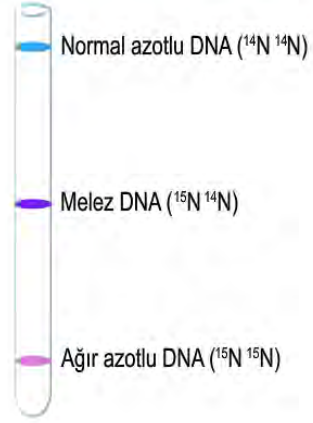 Normal azotlu DNA (¹⁴N ¹⁴N)
Melez DNA (¹⁵N ¹⁴N)
Ağır azotlu DNA (¹⁵N ¹⁵N)